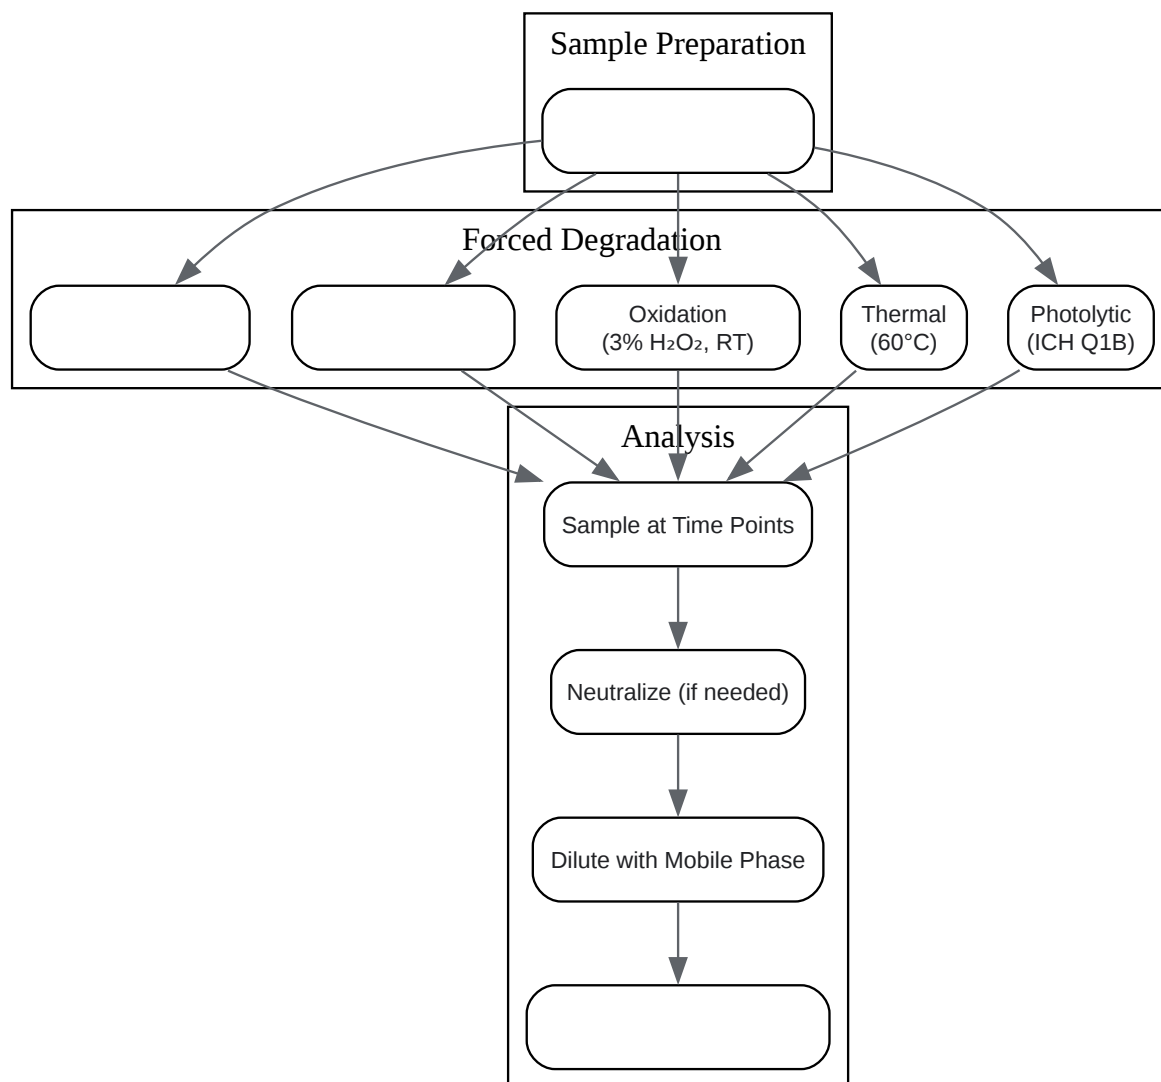 Sample Preparation
Forced Degradation
Oxidation
(3% H₂O₂, RT)
Thermal
(60°C)
Photolytic
(ICH Q1B)
Analysis
Sample at Time Points
Neutralize (if needed)
Dilute with Mobile Phase